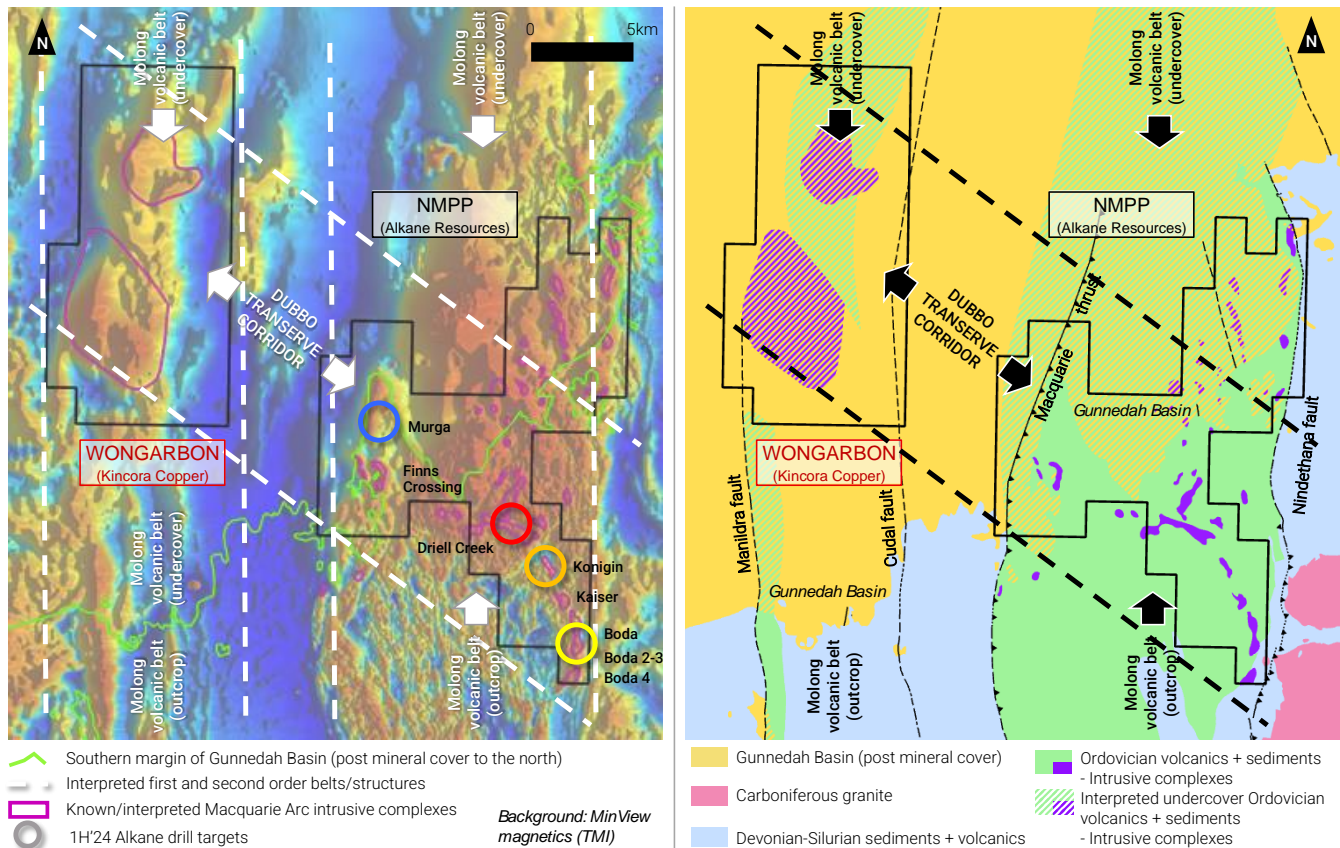 N
Molong
volcanic belt
(undercover)
Molong
volcanic belt
(undercover)
0
5km
NMPP
(Alkane Resources)
DUBBO
TRANSERVE
CORRIDOR
Murga
WONGARBON
(Kincora Copper)
Finns
Crossing
Driell Creek
Konigin
Kaiser
Boda
Boda 2-3
Boda 4
Molong
volcanic belt
(undercover)
Molong
volcanic belt
(outcrop)
Molong
volcanic belt
(outcrop)
Southern margin of Gunnedah Basin (post mineral cover to the north)
Interpreted first and second order belts/structures
Known/interpreted Macquarie Arc intrusive complexes
1H'24 Alkane drill targets
Background: MinView
magnetics (TMI)
N
Molong
volcanic belt
(undercover)
Molong
volcanic belt
(undercover)
NMPP
(Alkane Resources)
DUBBO
TRANSERVE
CORRIDOR
Macquarie thrust
Gunnedah Basin
WONGARBON
(Kincora Copper)
Manildra fault
Cudal fault
Nindethana fault
Gunnedah Basin
Molong
volcanic belt
(outcrop)
Molong
volcanic belt
(outcrop)
Gunnedah Basin (post mineral cover)
Carboniferous granite
Devonian-Silurian sediments + volcanics
Ordovician volcanics + sediments
- Intrusive complexes
Interpreted undercover Ordovician
volcanics + sediments
- Intrusive complexes